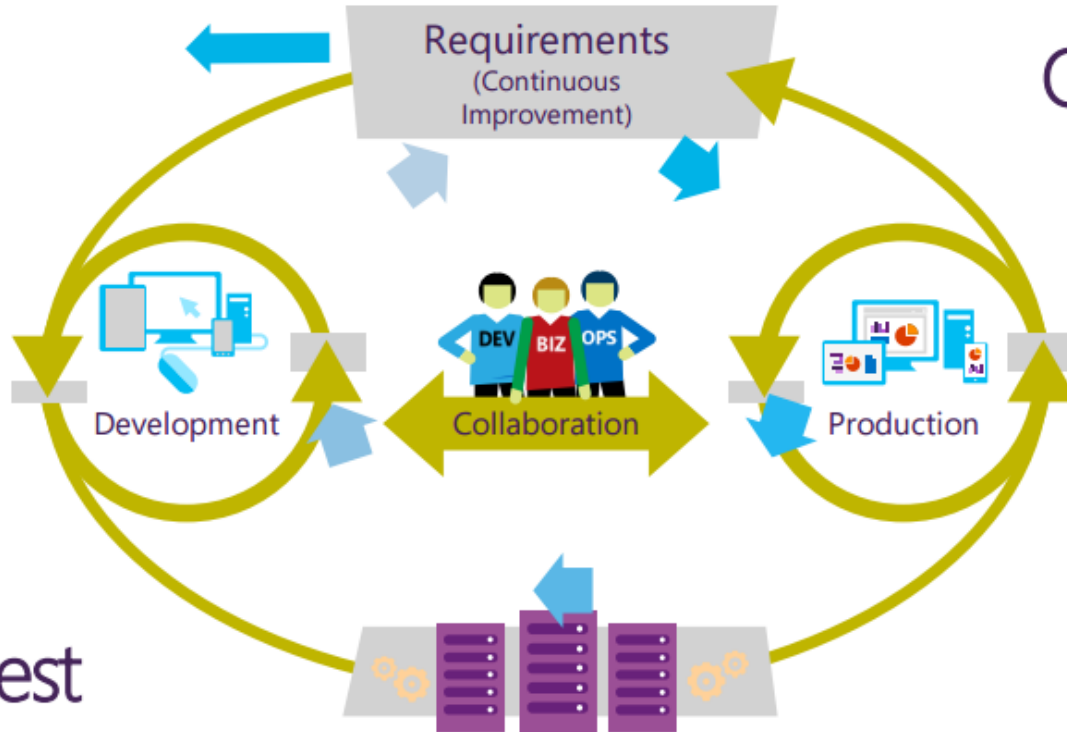 Requirements
(Continuous
Improvement)
DEV BIZ OPS
Development
Collaboration
Production
est